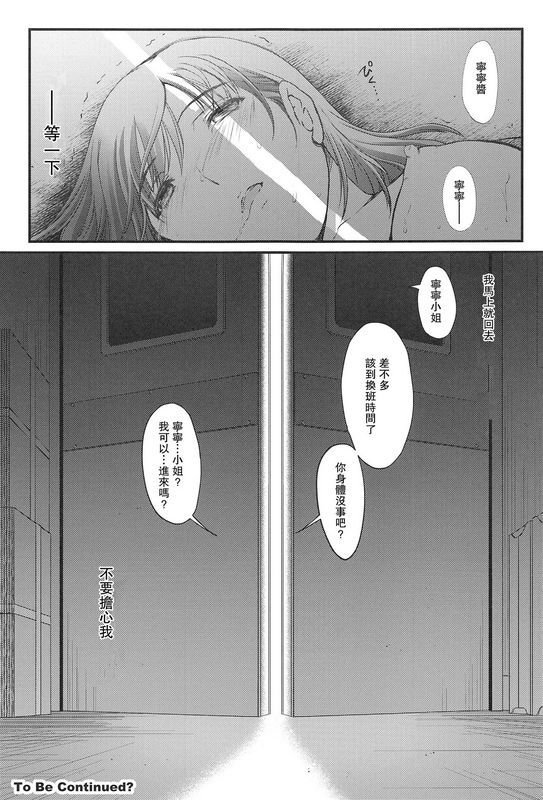 寧寧醬
ぴく…
寧寧——
——等一下
我馬上就回去
寧寧小姐
差不多
該到換班時間
了
你身體沒事吧？
寧寧…小姐？
我可以…進來嗎？
不要擔心我
To Be Continued?